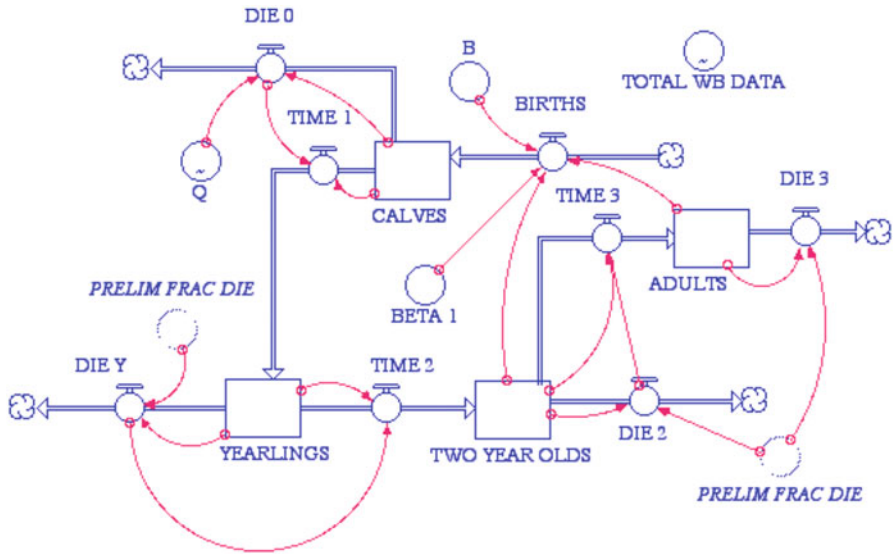 DIE 0
B
TOTAL WB DATA
TIME 1
BIRTHS
~
Q
CALVES
TIME 3
DIE 3
PRELIM FRAC DIE
BETA 1
ADULTS
DIE Y
TIME 2
YEARLINGS
TWO YEAR OLDS
DIE 2
PRELIM FRAC DIE